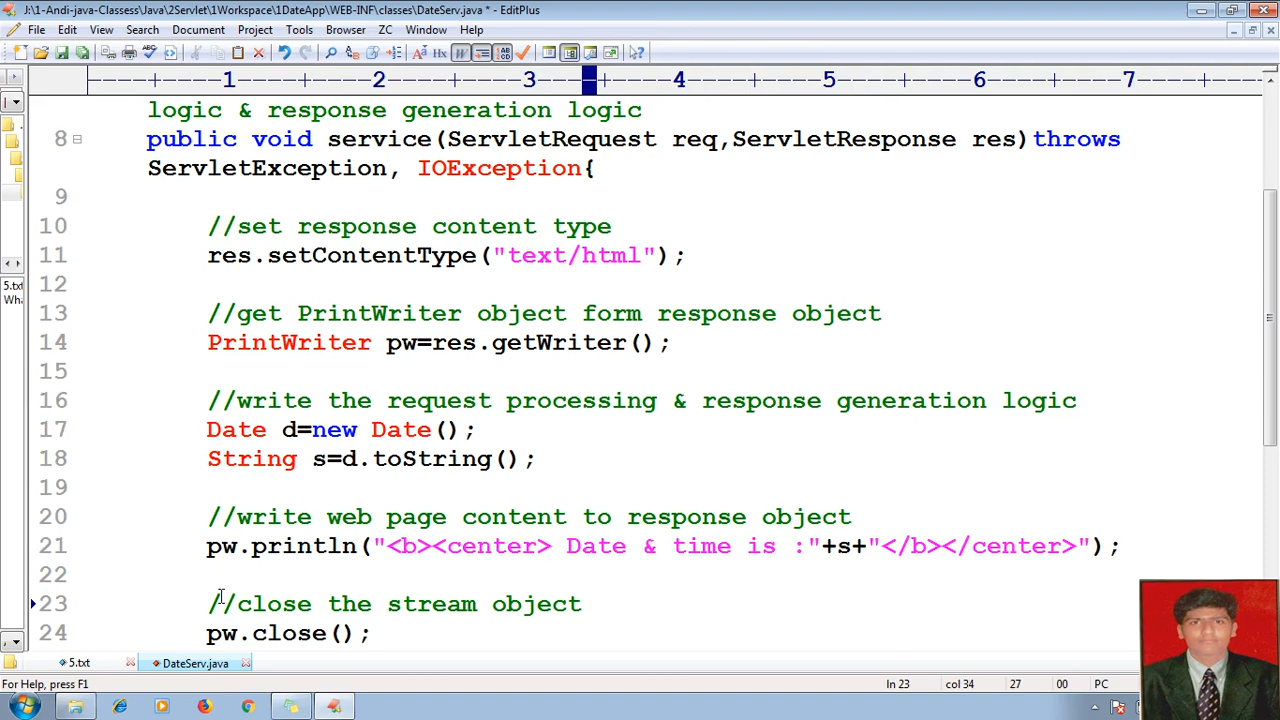 J:\1-Andi-java-Classess\Java\2Servlet\1Workspace\1DateApp\WEB-INF\classes\DateServ.java * - EditPlus
File Edit View Search Document Project Tools Browser ZC Window Help
----+----1----+----2----+----3----+----4----+----5----+----6----+----7----+--
logic & response generation logic
8 public void service(ServletRequest req,ServletResponse res)throws
ServletException, IOException{
9
10 //set response content type
11 res.setContentType("text/html");
12
13 //get PrintWriter object form response object
14 PrintWriter pw=res.getWriter();
15
16 //write the request processing & response generation logic
17 Date d=new Date();
18 String s=d.toString();
19
20 //write web page content to response object
21 pw.println("<b><center> Date & time is :"+s+"</b></center>");
22
23 //close the stream object
24 pw.close();
5.txt
Wha
5.txt DateServ.java
For Help, press F1 ln 23 col 34 27 00 PC